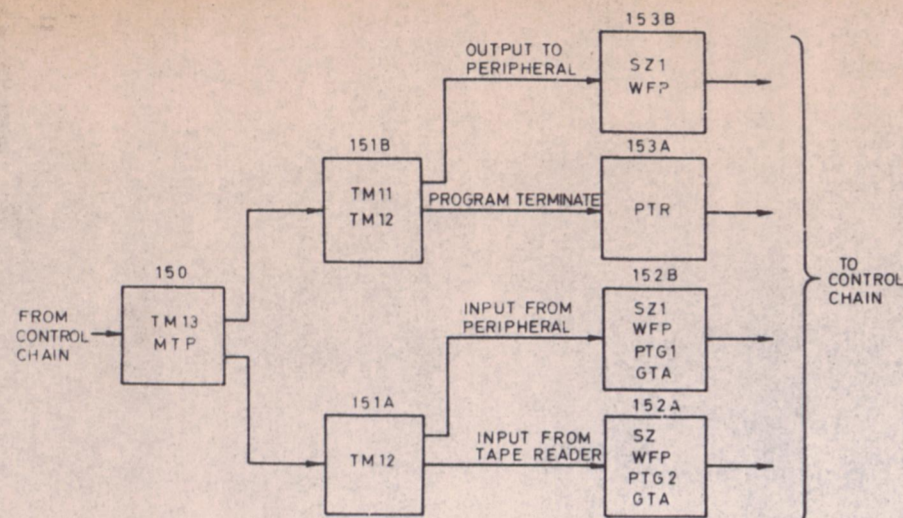 153B
OUTPUT TO
PERIPHERAL
SZ1
WFP
151B
153A
TM11
TM12
PROGRAM TERMINATE
PTR
150
152B
TO
CONTROL
CHAIN
FROM
CONTROL
CHAIN
TM13
MTP
INPUT FROM
PERIPHERAL
SZ1
WFP
PTG1
GTA
151A
152A
TM12
INPUT FROM
TAPE READER
SZ
WFP
PTG2
GTA